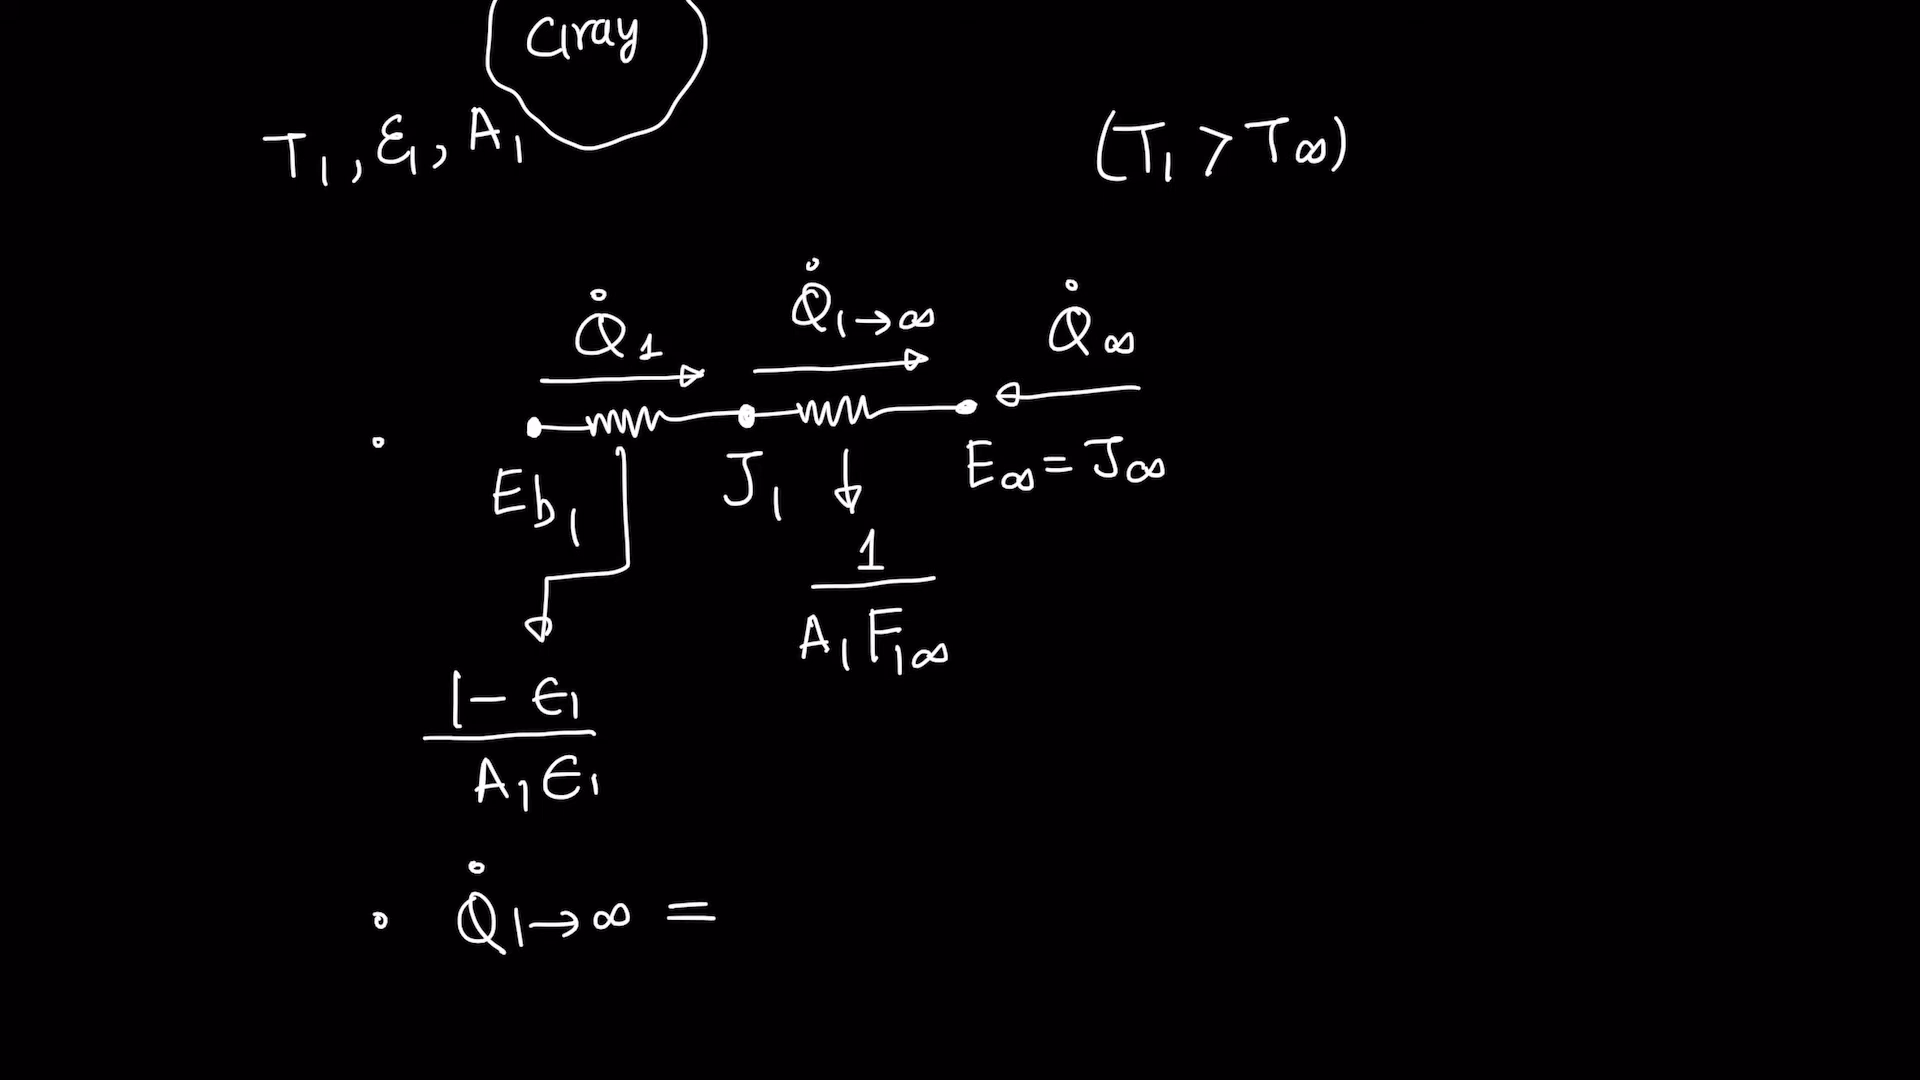 Gray
T₁, ε₁, A₁
(T₁ > T∞)
Q̇₁
Q̇₁→∞
Q̇∞
E∞ = J∞
Eb₁
J₁
1
A₁F₁∞
1 - ϵ₁
A₁ϵ₁
Q̇₁→∞ =